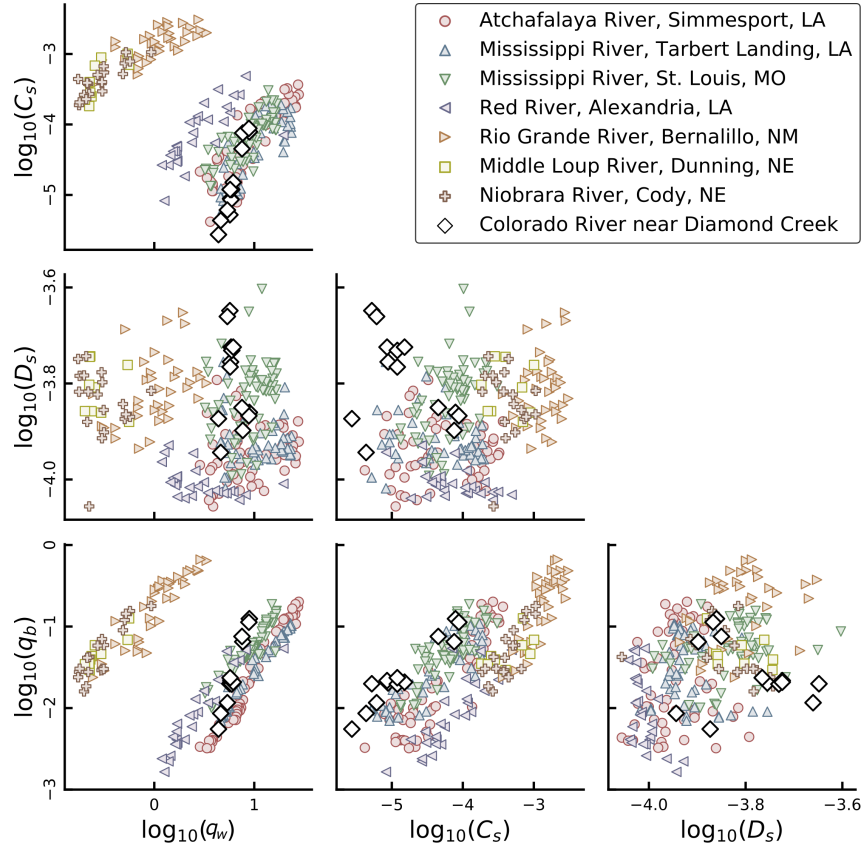 Atchafalaya River, Simmesport, LA
Mississippi River, Tarbert Landing, LA
Mississippi River, St. Louis, MO
Red River, Alexandria, LA
Rio Grande River, Bernalillo, NM
Middle Loup River, Dunning, NE
Niobrara River, Cody, NE
Colorado River near Diamond Creek
log₁₀(Cₛ)
−3
−4
−5
log₁₀(Dₛ)
−3.6
−3.8
−4.0
log₁₀(q_b)
0
−1
−2
−3
0 1
log₁₀(q_w)
−5 −4 −3
log₁₀(Cₛ)
−4.0 −3.8 −3.6
log₁₀(Dₛ)